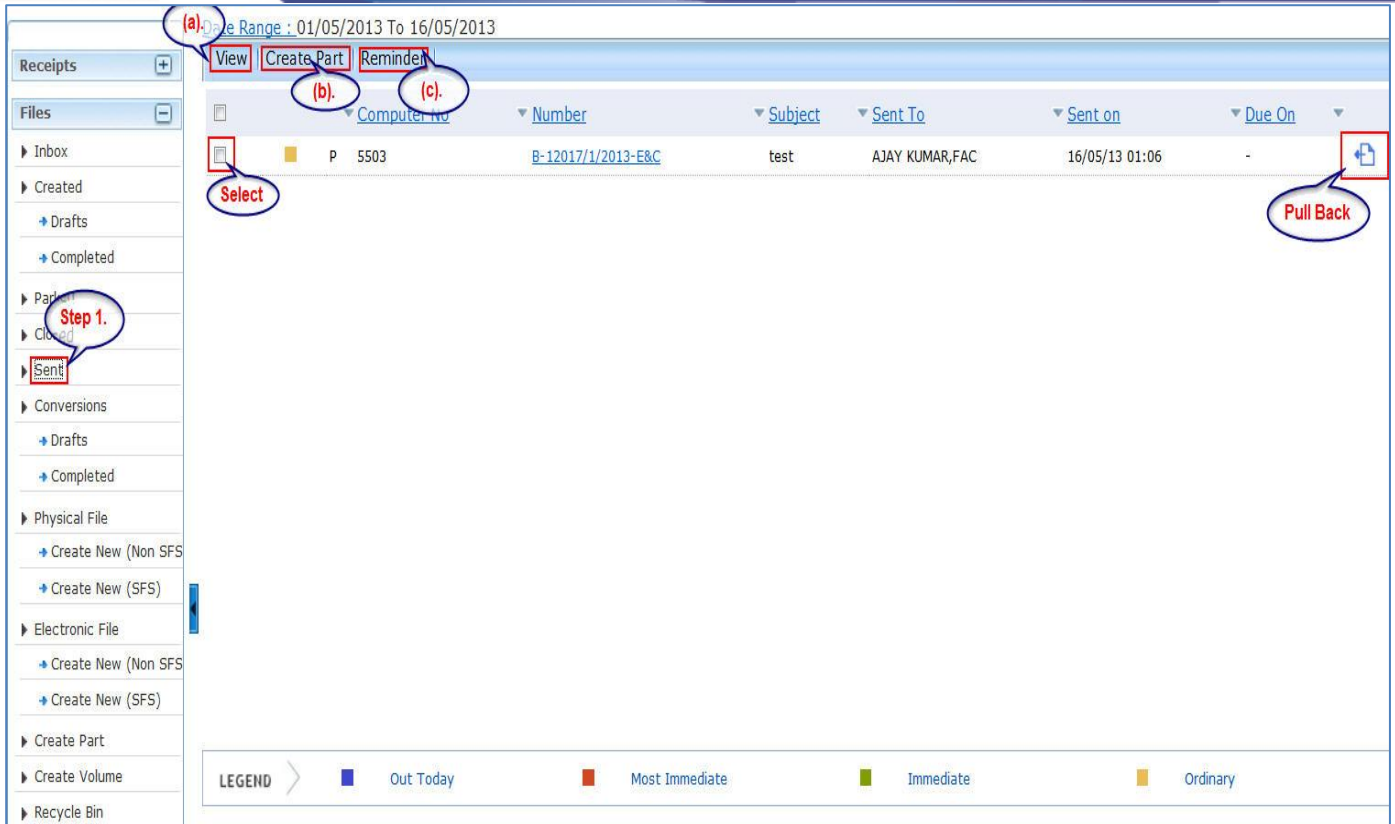 (a).
Date Range : 01/05/2013 To 16/05/2013
View Create Part Reminder
(b).
(c).
Computer No Number Subject Sent To Sent on Due On
P 5503 B-12017/1/2013-E&C test AJAY KUMAR,FAC 16/05/13 01:06 -
Select
Pull Back
Receipts
Files
Inbox
Created
Drafts
Completed
Parked
Step 1.
Closed
Sent
Conversions
Drafts
Completed
Physical File
Create New (Non SFS
Create New (SFS)
Electronic File
Create New (Non SFS
Create New (SFS)
Create Part
Create Volume
Recycle Bin
LEGEND Out Today Most Immediate Immediate Ordinary